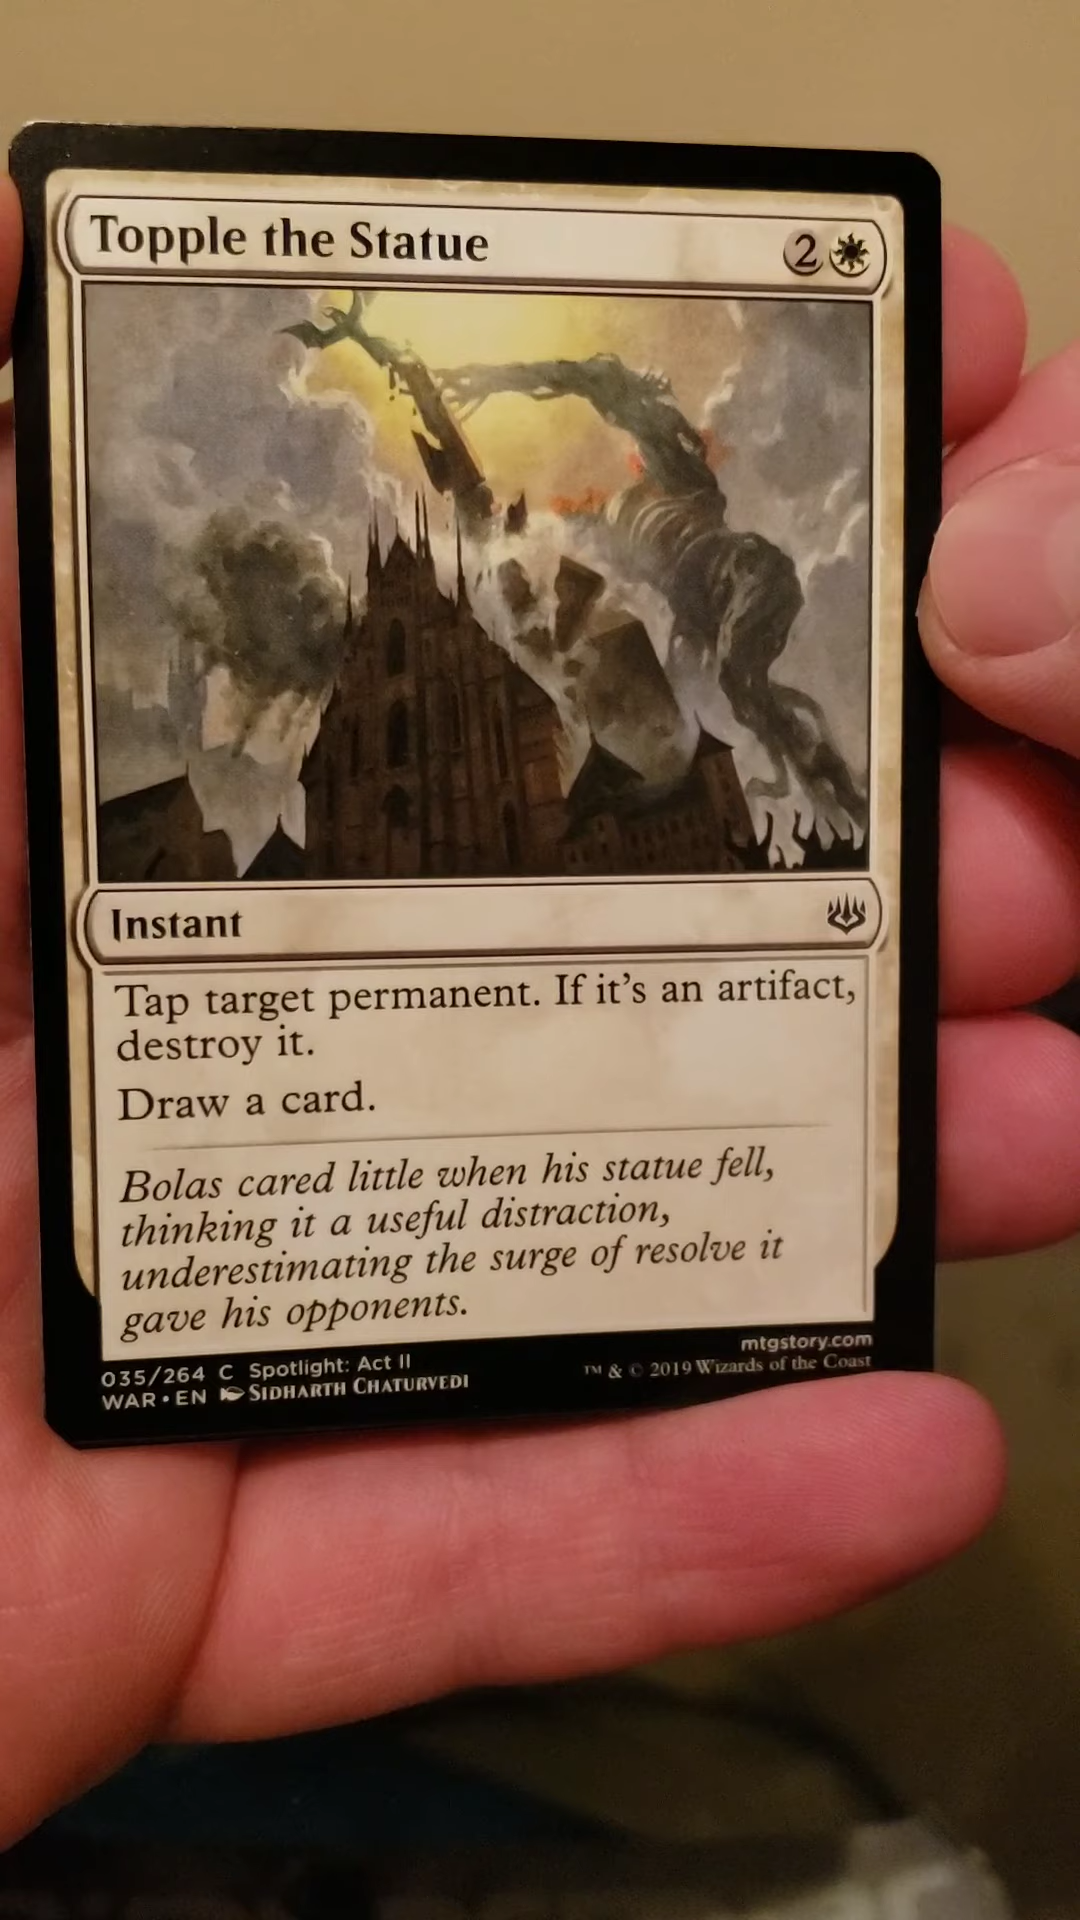 Topple the Statue 2
Instant
Tap target permanent. If it's an artifact,
destroy it.
Draw a card.
Bolas cared little when his statue fell,
thinking it a useful distraction,
underestimating the surge of resolve it
gave his opponents.
035/264 C Spotlight: Act II
WAR • EN SIDHARTH CHATURVEDI
mtgstory.com
™ & © 2019 Wizards of the Coast